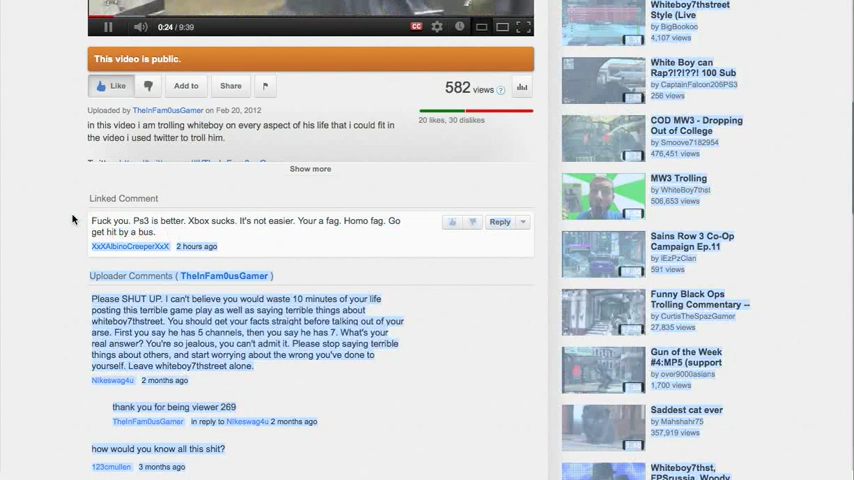 0:24 / 9:39
CC
This video is public.
Like
Add to
Share
582 views
Uploaded by TheInFam0usGamer on Feb 20, 2012
20 likes, 30 dislikes
in this video i am trolling whiteboy on every aspect of his life that i could fit in
the video i used twitter to troll him.
Show more
Linked Comment
Fuck you. Ps3 is better. Xbox sucks. It's not easier. Your a fag. Homo fag. Go
get hit by a bus.
Reply
XxXAlbinoCreeperXxX 2 hours ago
Uploader Comments ( TheInFam0usGamer )
Please SHUT UP. I can't believe you would waste 10 minutes of your life
posting this terrible game play as well as saying terrible things about
whiteboy7thstreet. You should get your facts straight before talking out of your
arse. First you say he has 5 channels, then you say he has 7. What's your
real answer? You're so jealous, you can't admit it. Please stop saying terrible
things about others, and start worrying about the wrong you've done to
yourself. Leave whiteboy7thstreet alone.
NIkeswag4u 2 months ago
thank you for being viewer 269
TheInFam0usGamer in reply to NIkeswag4u 2 months ago
how would you know all this shit?
123cmullen 3 months ago
Whiteboy7thstreet
Style (Live
by BigBookoo
4,107 views
White Boy can
Rap?!?!??! 100 Sub
by CaptainFalcon206PS3
256 views
COD MW3 - Dropping
Out of College
by Smoove7182954
476,451 views
MW3 Trolling
by WhiteBoy7thst
506,653 views
Sains Row 3 Co-Op
Campaign Ep.11
by iEzPzClan
591 views
Funny Black Ops
Trolling Commentary --
by CurtisTheSpazGamer
27,835 views
Gun of the Week
#4:MP5 (support
by over9000asians
1,700 views
Saddest cat ever
by Mahshahr75
357,919 views
Whiteboy7thst,
FPSrussia, Woody